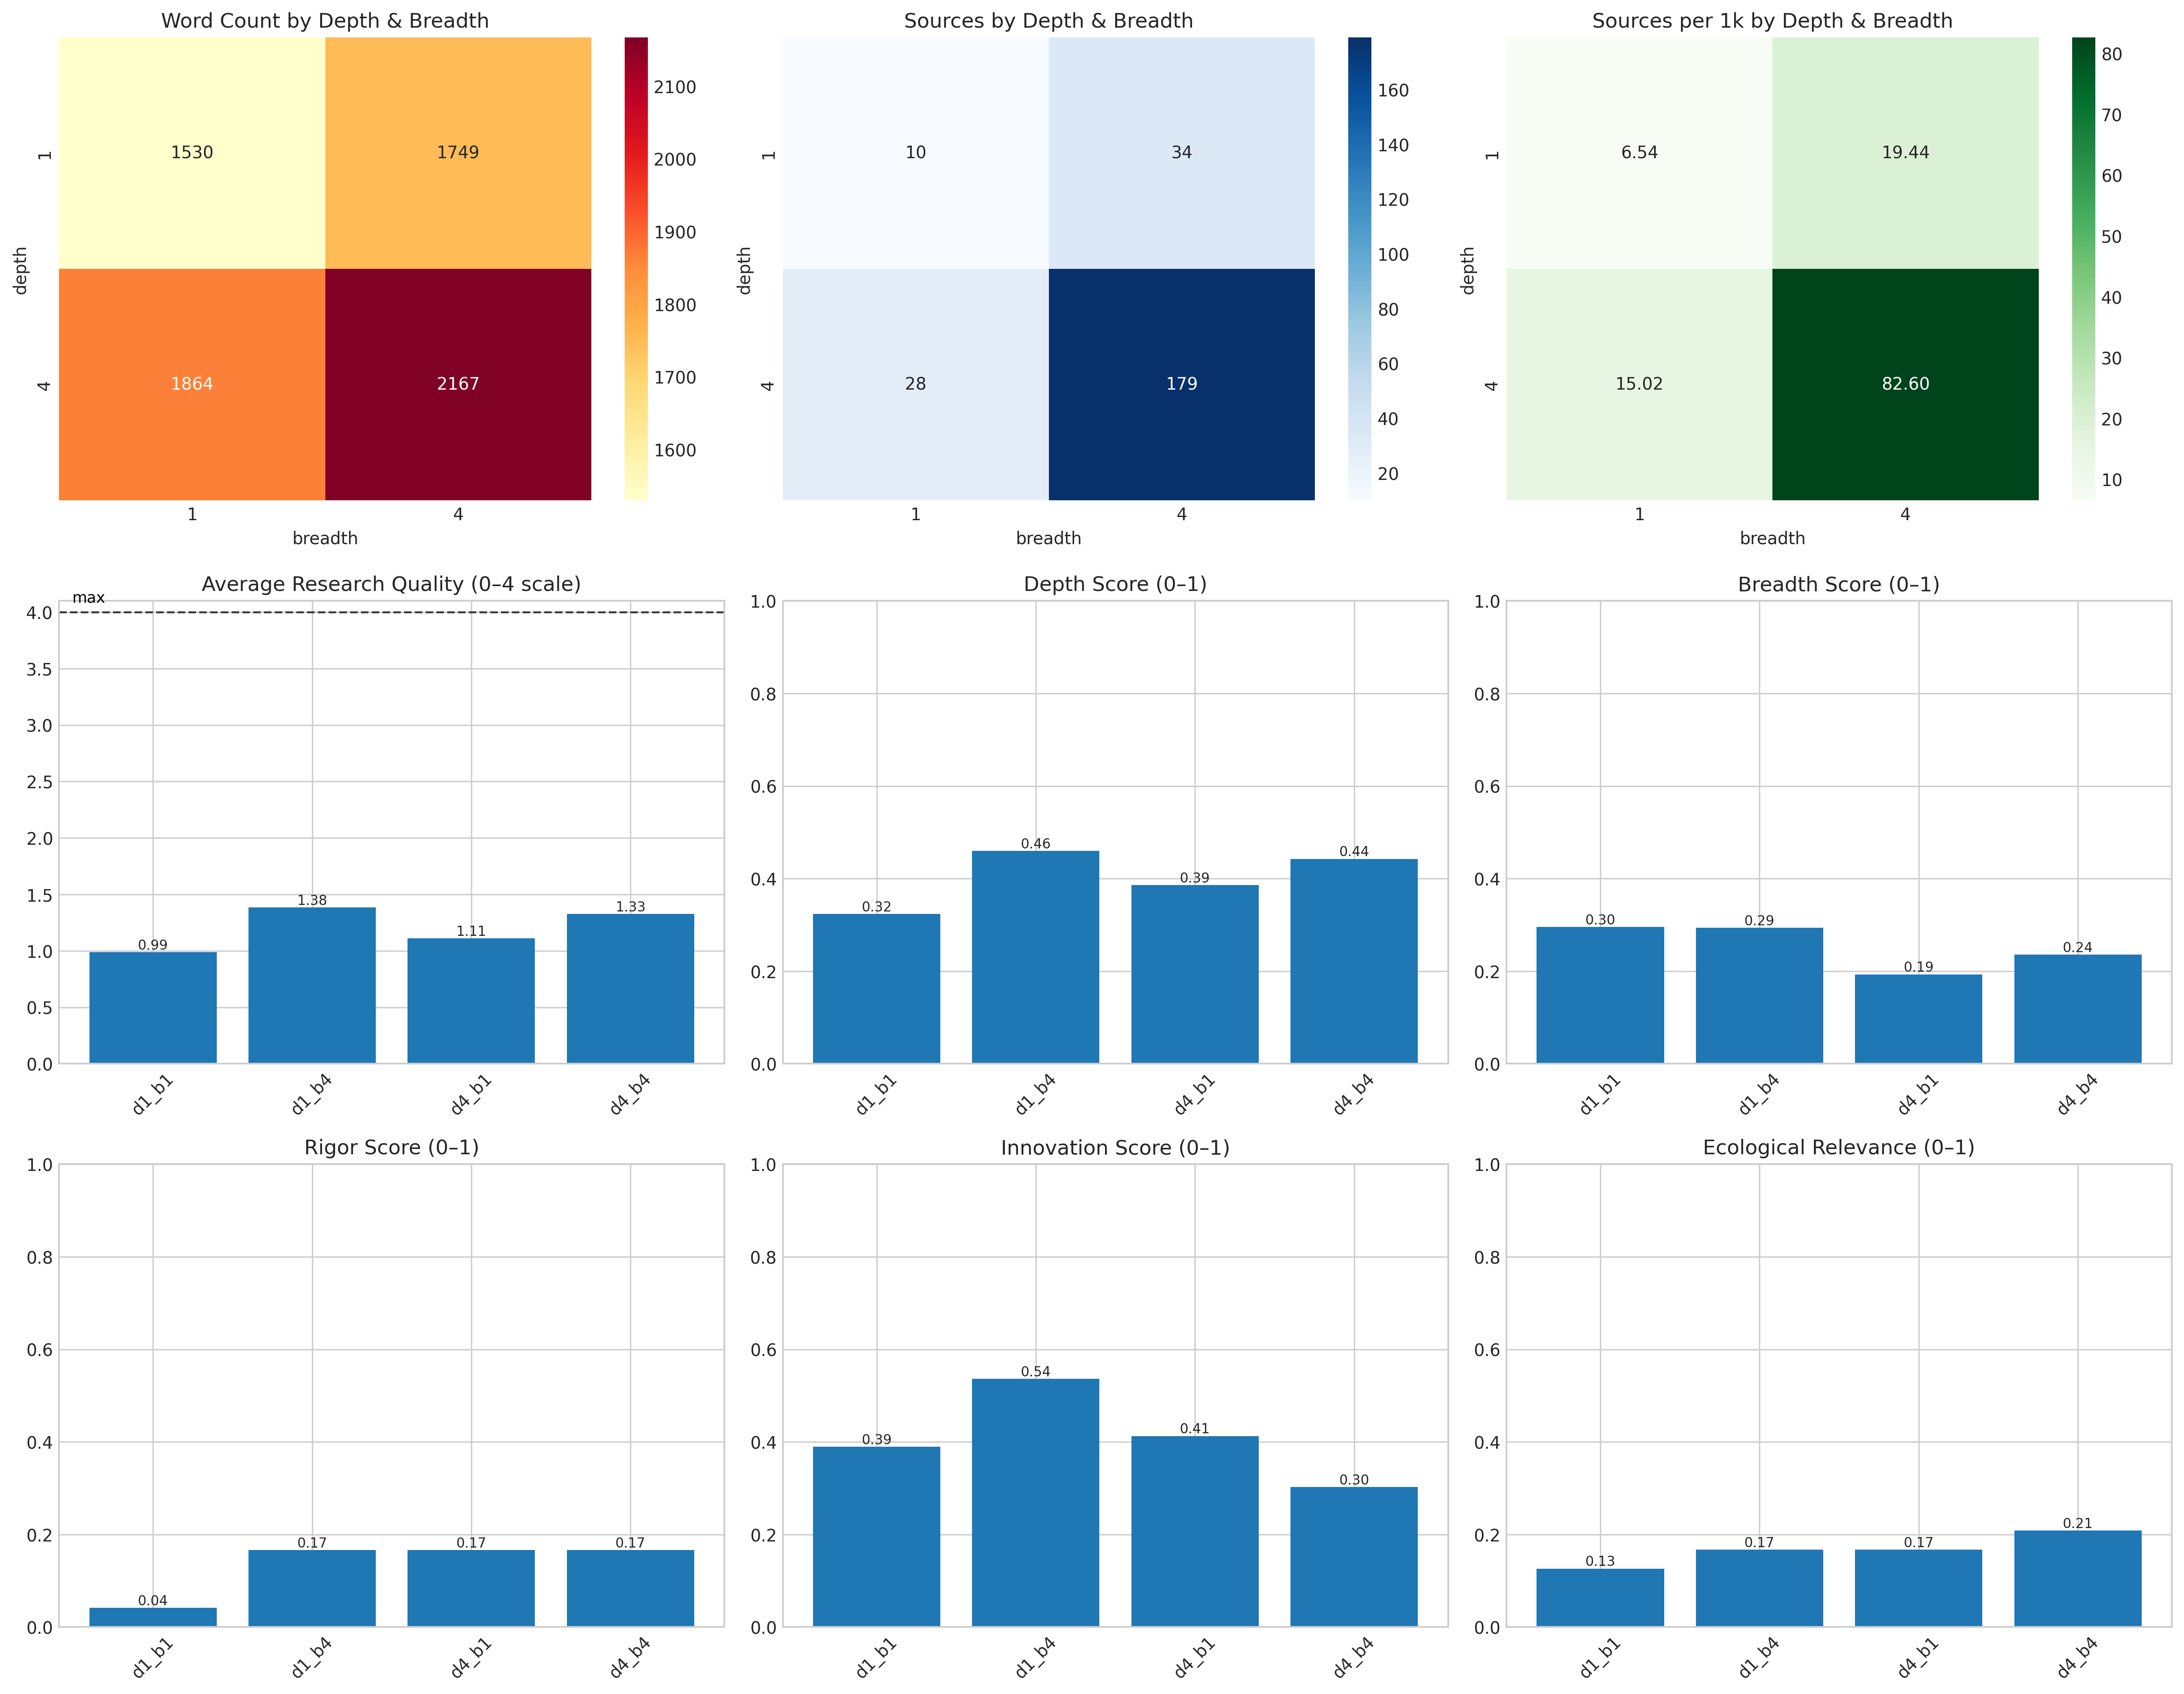 Word Count by Depth & Breadth
1530 1749
1864 2167
1
4
depth
1 4
breadth
2100
2000
1900
1800
1700
1600
Sources by Depth & Breadth
10 34
28 179
1
4
depth
1 4
breadth
160
140
120
100
80
60
40
20
Sources per 1k by Depth & Breadth
6.54 19.44
15.02 82.60
1
4
depth
1 4
breadth
80
70
60
50
40
30
20
10
Average Research Quality (0–4 scale)
max
4.0
3.5
3.0
2.5
2.0
1.5
1.0
0.5
0.0
0.99 1.38 1.11 1.33
d1_b1 d1_b4 d4_b1 d4_b4
Depth Score (0–1)
1.0
0.8
0.6
0.4
0.2
0.0
0.32 0.46 0.39 0.44
d1_b1 d1_b4 d4_b1 d4_b4
Breadth Score (0–1)
1.0
0.8
0.6
0.4
0.2
0.0
0.30 0.29 0.19 0.24
d1_b1 d1_b4 d4_b1 d4_b4
Rigor Score (0–1)
1.0
0.8
0.6
0.4
0.2
0.0
0.04 0.17 0.17 0.17
d1_b1 d1_b4 d4_b1 d4_b4
Innovation Score (0–1)
1.0
0.8
0.6
0.4
0.2
0.0
0.39 0.54 0.41 0.30
d1_b1 d1_b4 d4_b1 d4_b4
Ecological Relevance (0–1)
1.0
0.8
0.6
0.4
0.2
0.0
0.13 0.17 0.17 0.21
d1_b1 d1_b4 d4_b1 d4_b4